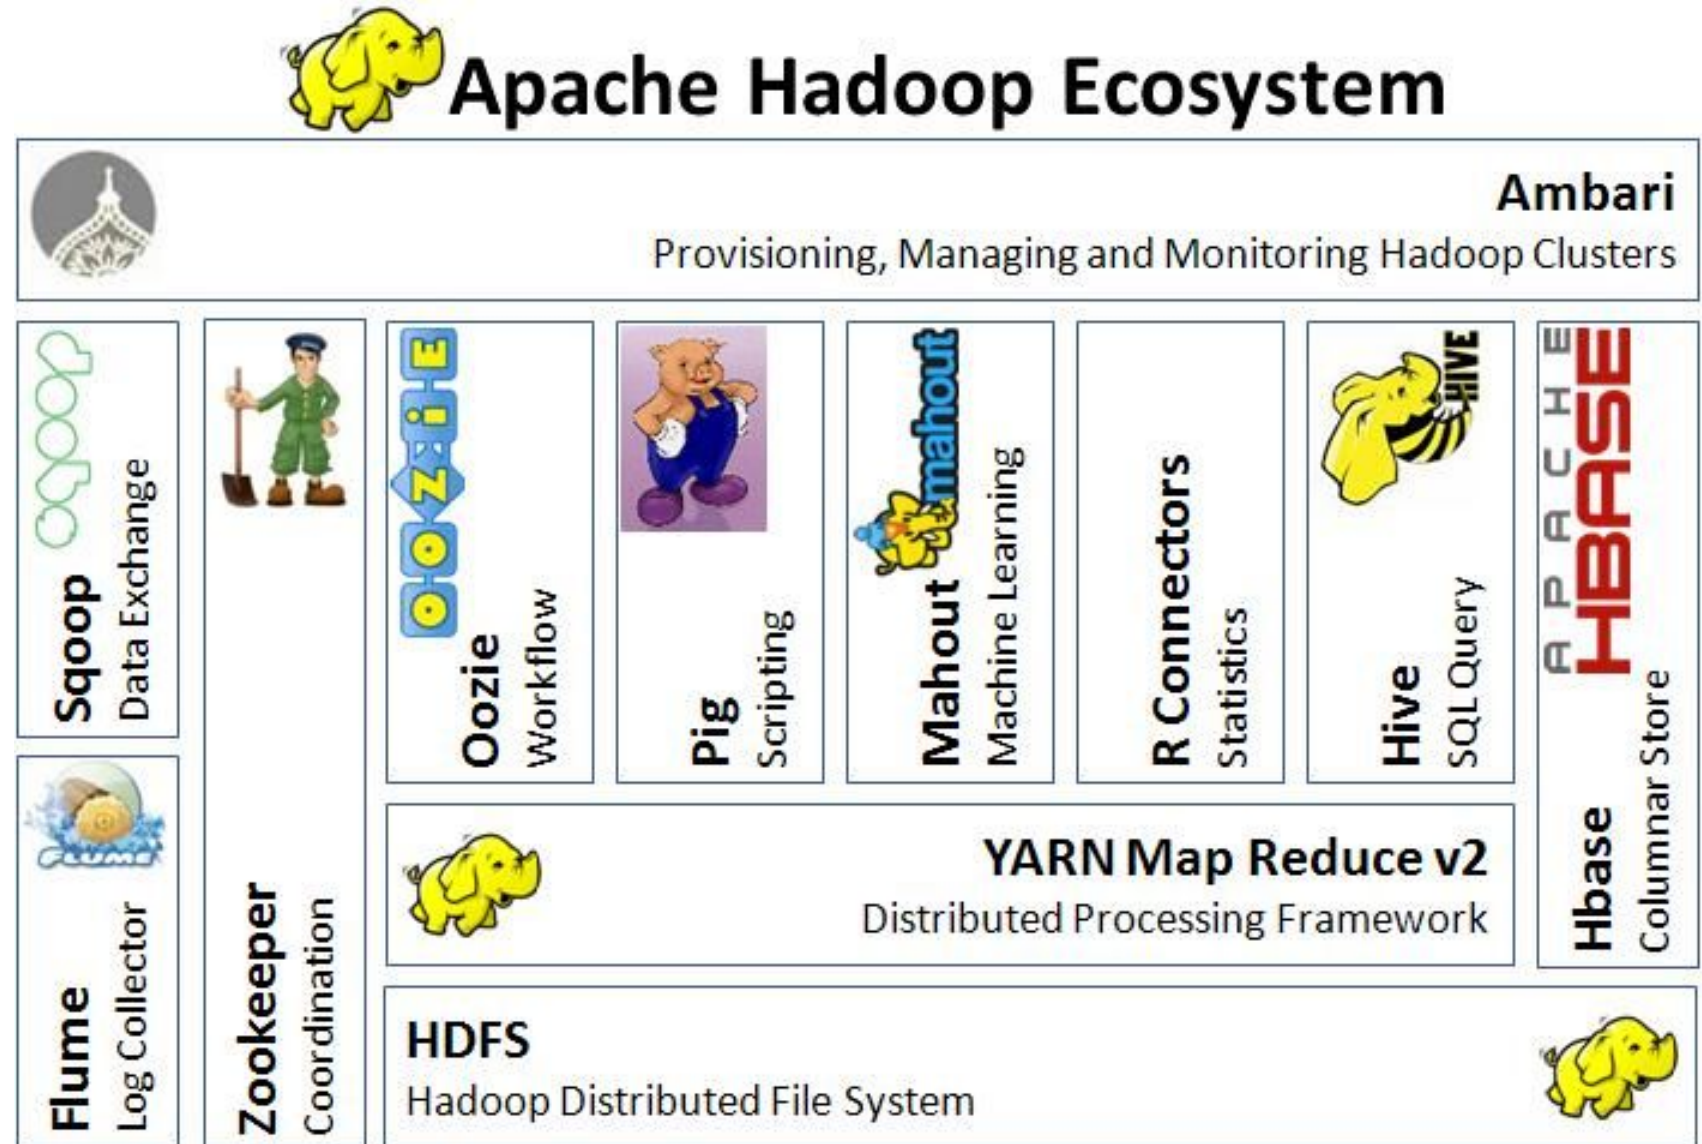 Apache Hadoop Ecosystem
Ambari
Provisioning, Managing and Monitoring Hadoop Clusters
sqoop
Sqoop
Data Exchange
FLUME
Flume
Log Collector
Zookeeper
Coordination
OOZiE
Oozie
Workflow
Pig
Scripting
mahout
Mahout
Machine Learning
R Connectors
Statistics
HIVE
Hive
SQL Query
APACHE
HBASE
Hbase
Columnar Store
YARN Map Reduce v2
Distributed Processing Framework
HDFS
Hadoop Distributed File System